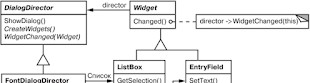 DialogDirector
director
Widget
ShowDialog()
CreateWidgets()
WidgetChanged(Widget)
Changed()
director -> WidgetChanged(this)
ListBox
EntryField
FontDialogDirector
Список
GetSelection()
SetText()